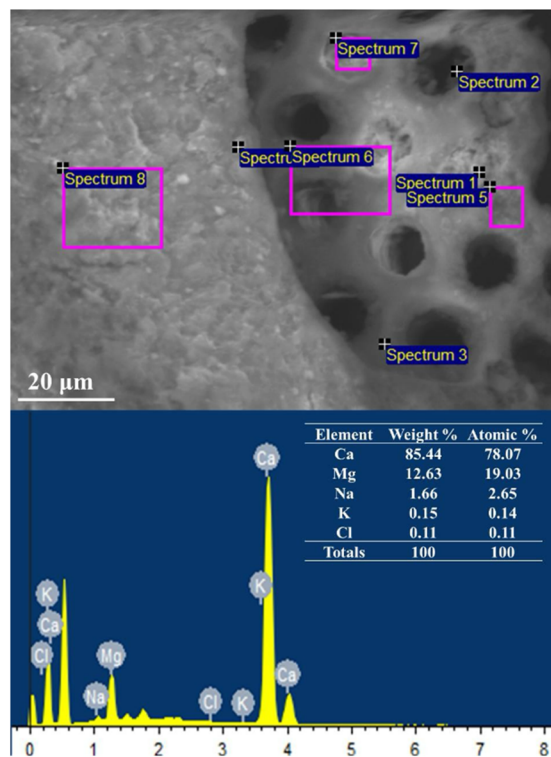 Spectrum 7
Spectrum 2
Spectrum 6
Spectrum 8
Spectrum 1
Spectrum 5
Spectrum 3
20 μm
Element Weight % Atomic %
Ca 85.44 78.07
Mg 12.63 19.03
Na 1.66 2.65
K 0.15 0.14
Cl 0.11 0.11
Totals 100 100
Ca
K
K
Ca
Cl
Mg
Na
Cl
K
Ca
0 1 2 3 4 5 6 7 8